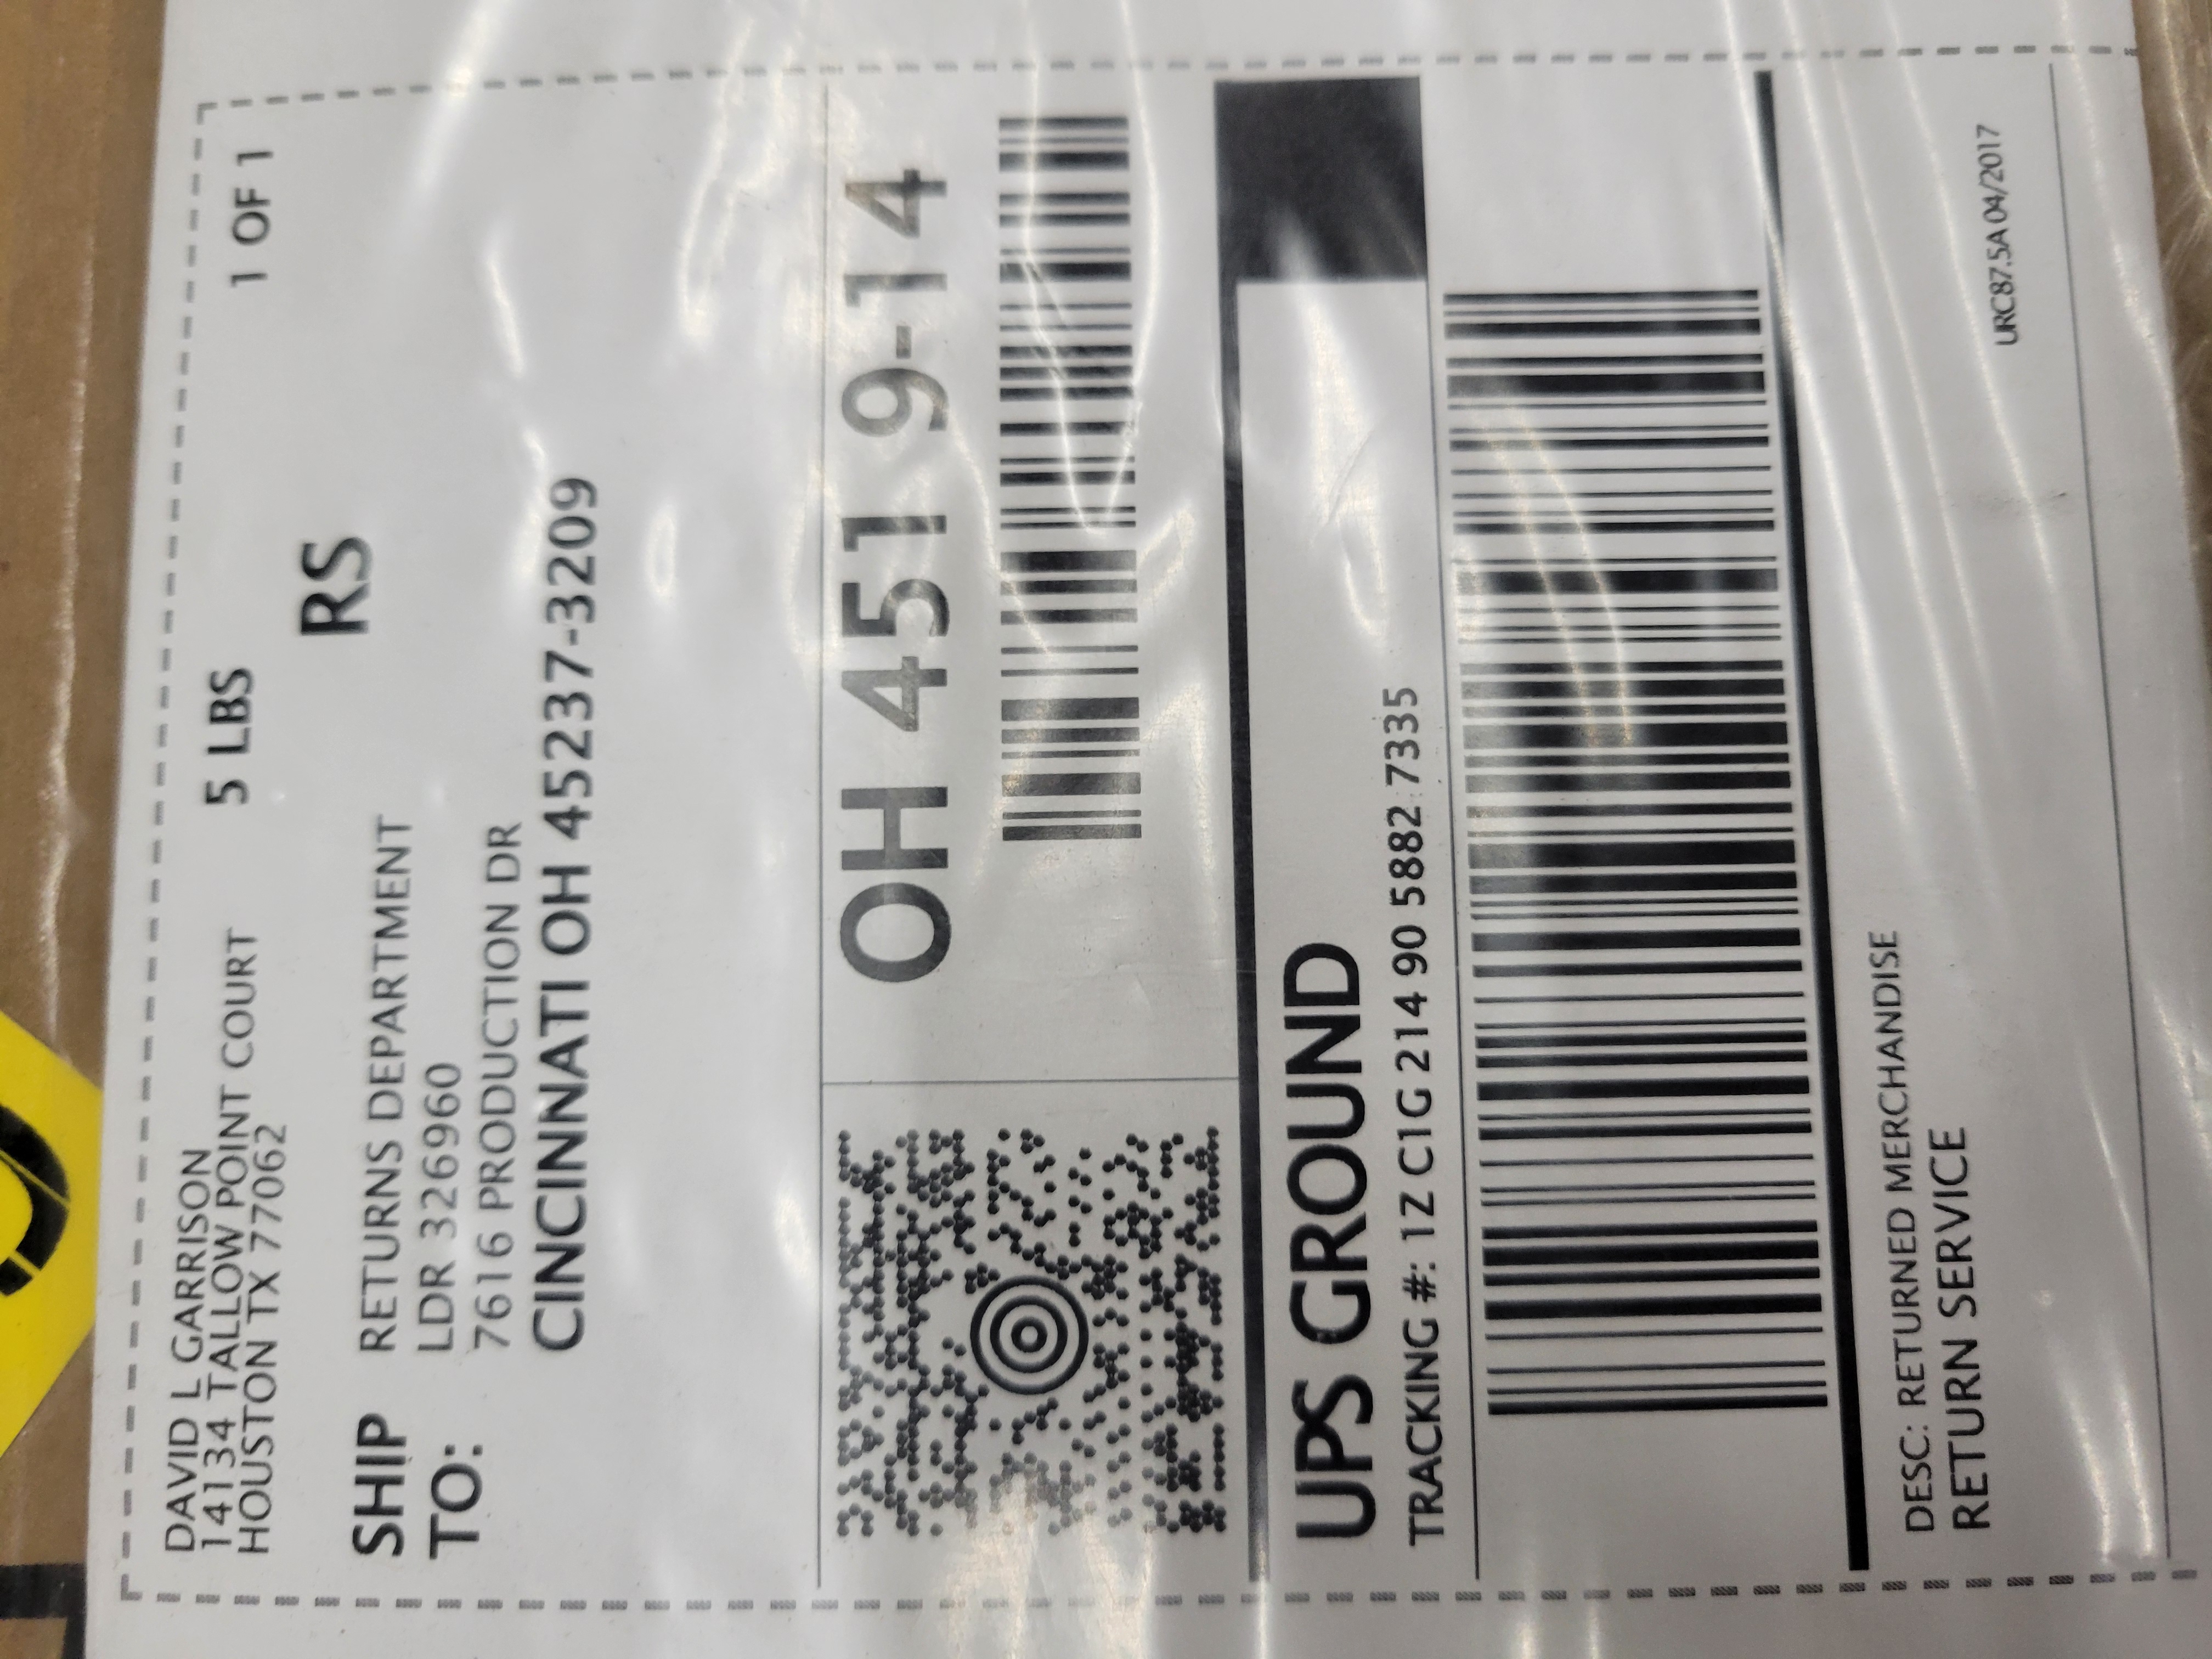 DAVID L GARRISON
14134 TALLOW POINT COURT
HOUSTON TX 77062
5 LBS
1 OF 1
RS
SHIP TO:
RETURNS DEPARTMENT
LDR 326960
7616 PRODUCTION DR
CINCINNATI OH 45237-3209
OH 451 9-14
UPS GROUND
TRACKING #: 1Z C1G 214 90 5882 7335
DESC: RETURNED MERCHANDISE
RETURN SERVICE
URC87.5A 04/2017